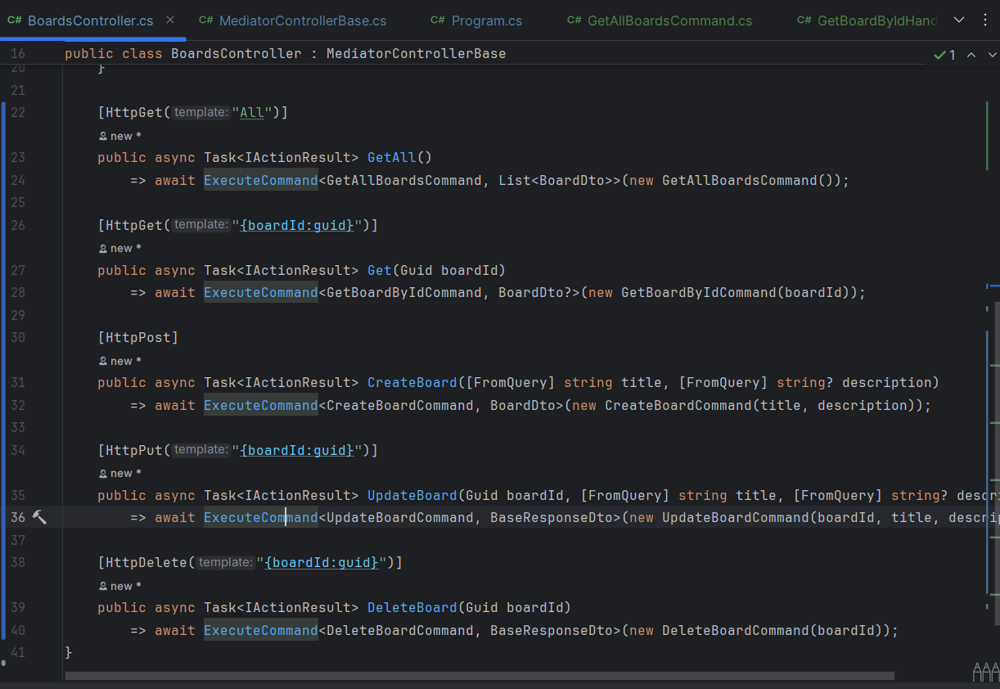 C# BoardsController.cs × C# MediatorControllerBase.cs C# Program.cs C# GetAllBoardsCommand.cs C# GetBoardByIdHand
16 public class BoardsController : MediatorControllerBase 1
20 }
21
22 [HttpGet(template:"All")]
new *
23 public async Task<IActionResult> GetAll()
24 => await ExecuteCommand<GetAllBoardsCommand, List<BoardDto>>(new GetAllBoardsCommand());
25
26 [HttpGet(template:"{boardId:guid}")]
new *
27 public async Task<IActionResult> Get(Guid boardId)
28 => await ExecuteCommand<GetBoardByIdCommand, BoardDto?>(new GetBoardByIdCommand(boardId));
29
30 [HttpPost]
new *
31 public async Task<IActionResult> CreateBoard([FromQuery] string title, [FromQuery] string? description)
32 => await ExecuteCommand<CreateBoardCommand, BoardDto>(new CreateBoardCommand(title, description));
33
34 [HttpPut(template:"{boardId:guid}")]
new *
35 public async Task<IActionResult> UpdateBoard(Guid boardId, [FromQuery] string title, [FromQuery] string? descr
36 => await ExecuteCommand<UpdateBoardCommand, BaseResponseDto>(new UpdateBoardCommand(boardId, title, descrip
37
38 [HttpDelete(template:"{boardId:guid}")]
new *
39 public async Task<IActionResult> DeleteBoard(Guid boardId)
40 => await ExecuteCommand<DeleteBoardCommand, BaseResponseDto>(new DeleteBoardCommand(boardId));
41 }